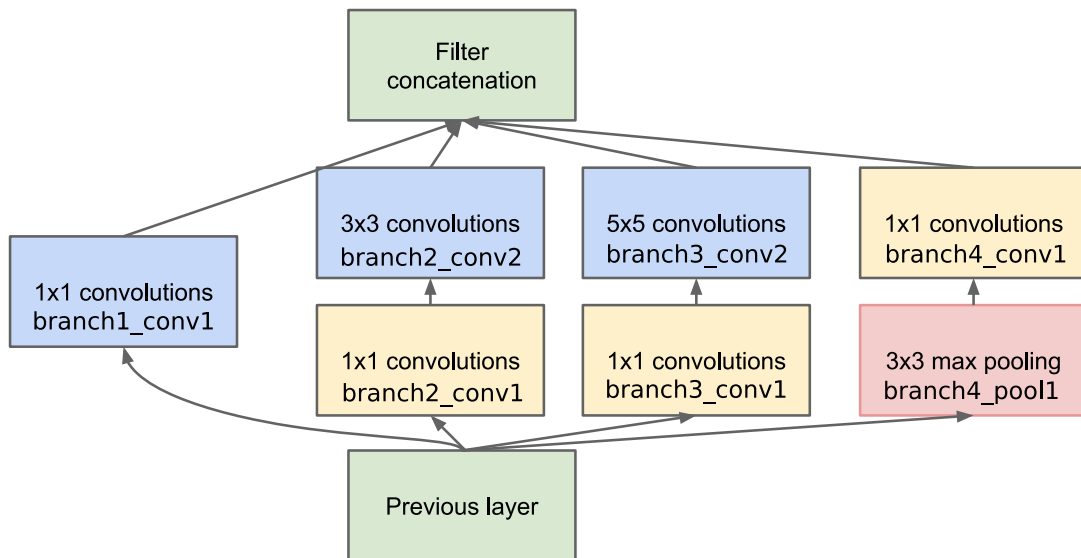 Filter
concatenation
3x3 convolutions
branch2_conv2
5x5 convolutions
branch3_conv2
1x1 convolutions
branch4_conv1
1x1 convolutions
branch1_conv1
1x1 convolutions
branch2_conv1
1x1 convolutions
branch3_conv1
3x3 max pooling
branch4_pool1
Previous layer